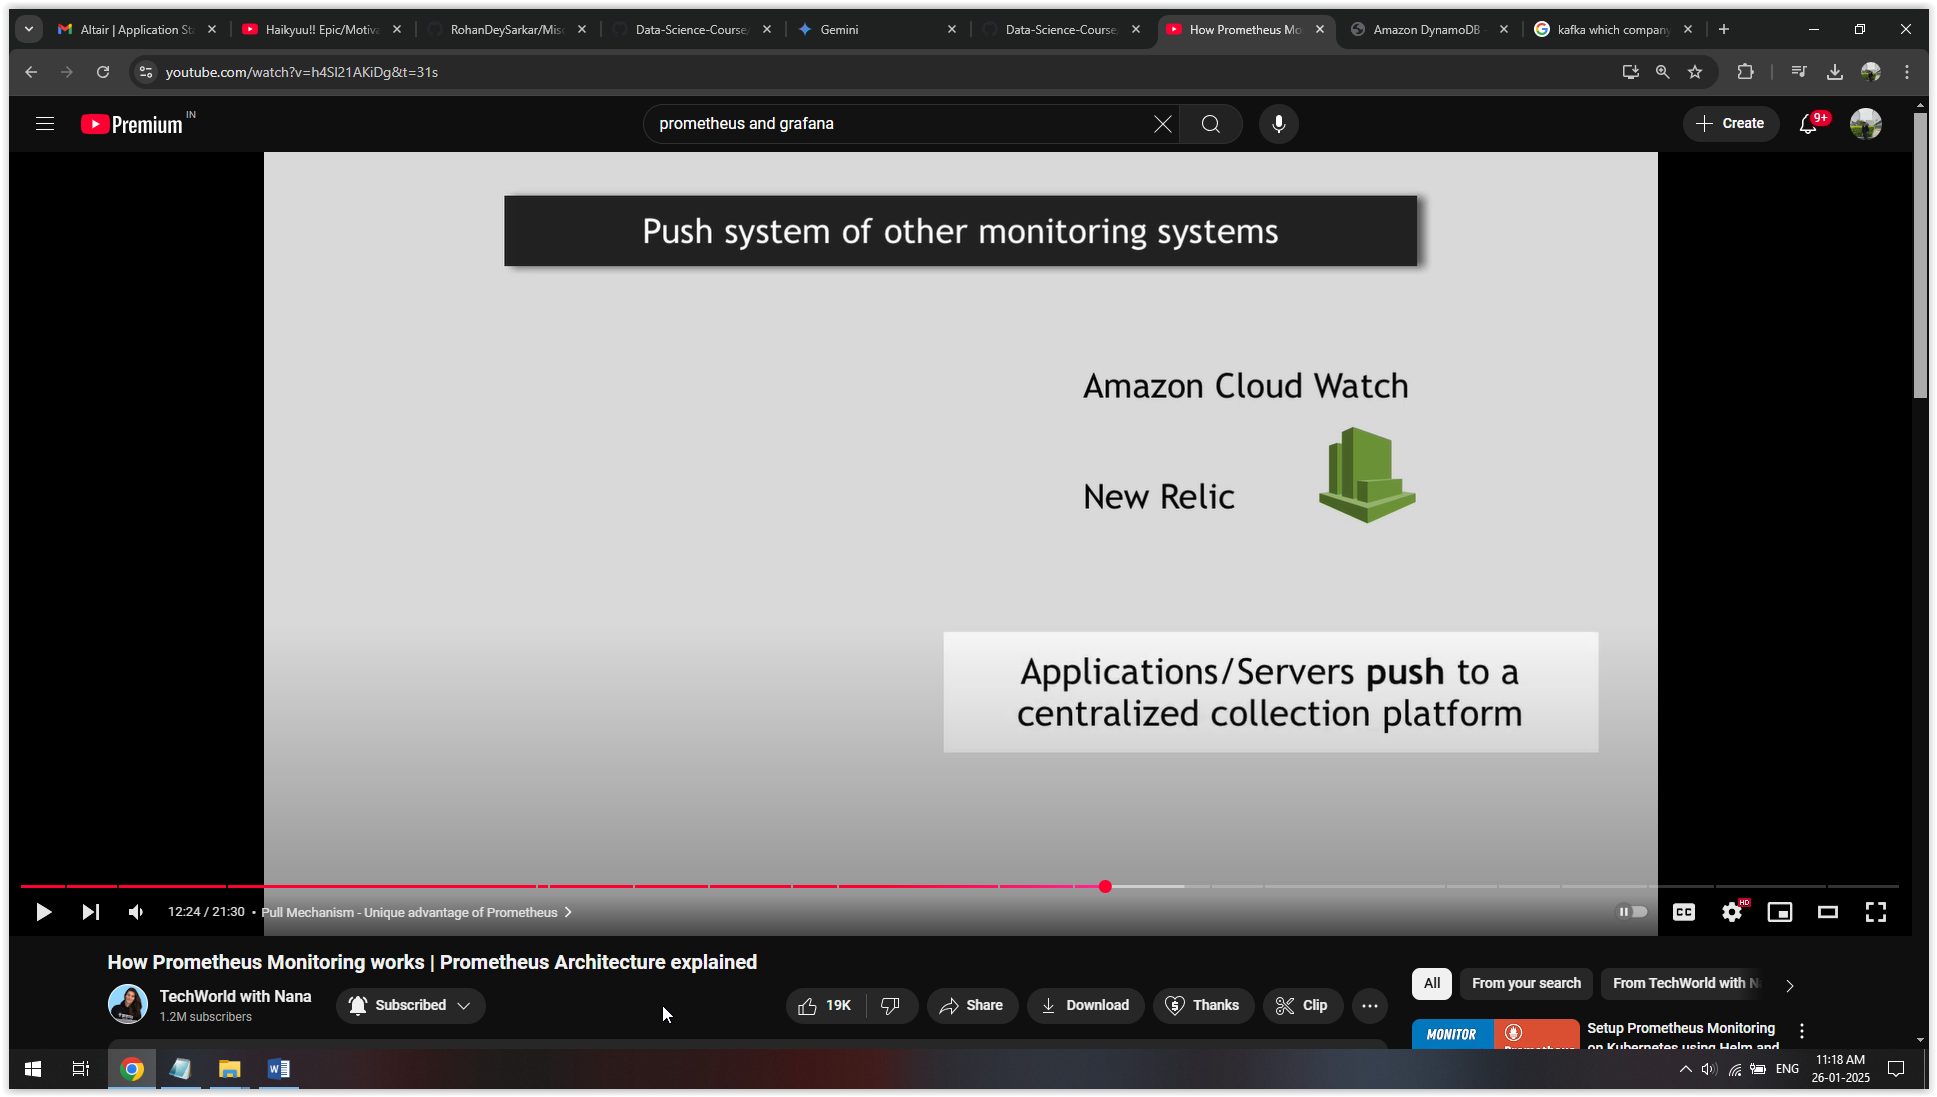 Altair | Application Sta
Haikyuu!! Epic/Motiva
RohanDeySarkar/Misc
Data-Science-Course/
Gemini
Data-Science-Course/
How Prometheus Mo
Amazon DynamoDB -
kafka which company
youtube.com/watch?v=h4Sl21AKiDg&t=31s
Premium IN
prometheus and grafana
Create
9+
Push system of other monitoring systems
Amazon Cloud Watch
New Relic
Applications/Servers push to a
centralized collection platform
12:24 / 21:30 • Pull Mechanism - Unique advantage of Prometheus
CC
HD
How Prometheus Monitoring works | Prometheus Architecture explained
TechWorld with Nana
1.2M subscribers
Subscribed
19K
Share
Download
Thanks
Clip
All
From your search
From TechWorld with N
MONITOR
Prometheus
Setup Prometheus Monitoring
on Kubernetes using Helm and
ENG
11:18 AM
26-01-2025